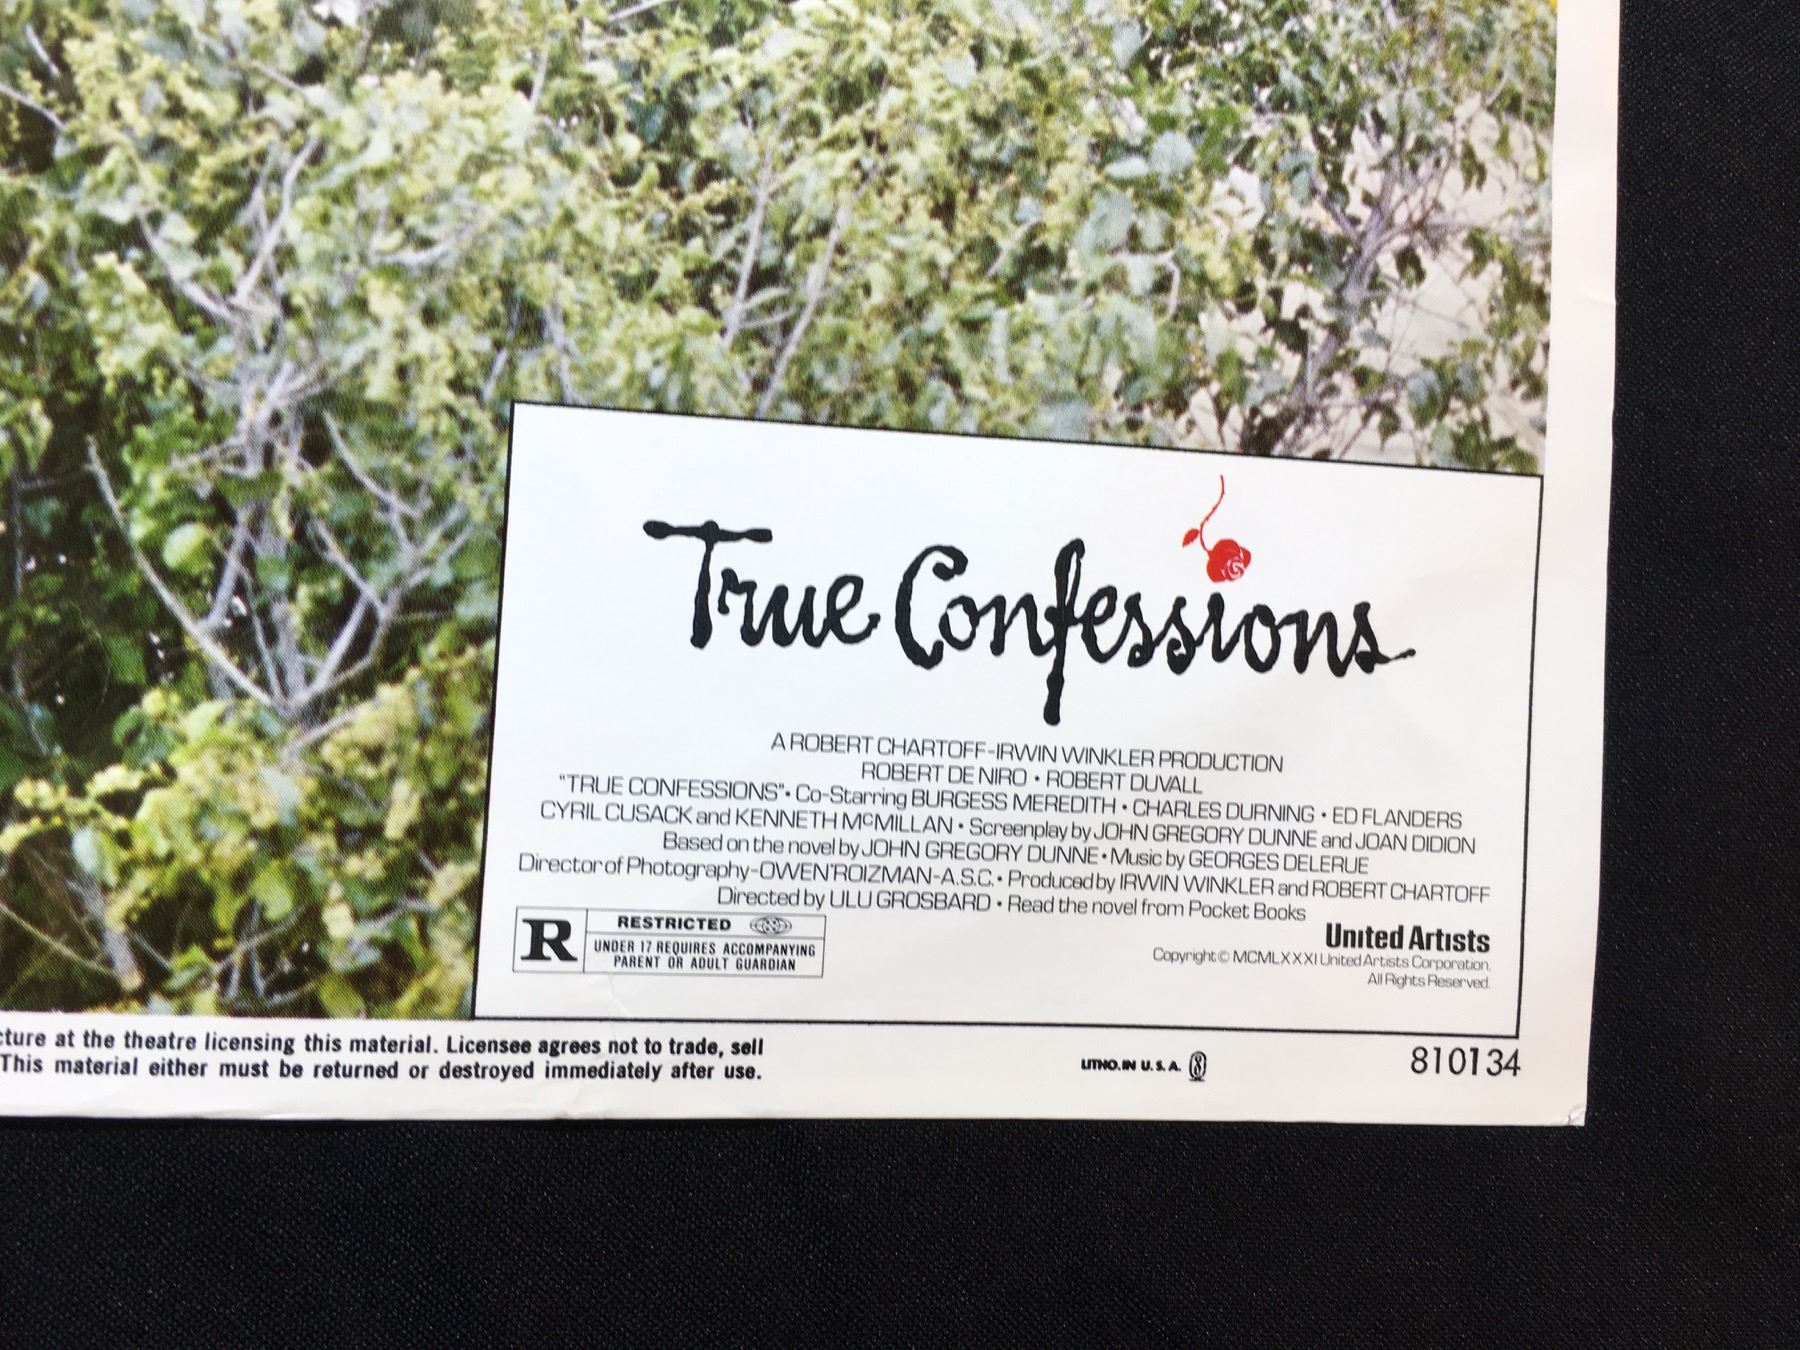 True Confessions
A ROBERT CHARTOFF-IRWIN WINKLER PRODUCTION
ROBERT DE NIRO • ROBERT DUVALL
"TRUE CONFESSIONS" • Co-Starring BURGESS MEREDITH • CHARLES DURNING • ED FLANDERS
CYRIL CUSACK and KENNETH McMILLAN • Screenplay by JOHN GREGORY DUNNE and JOAN DIDION
Based on the novel by JOHN GREGORY DUNNE • Music by GEORGES DELERUE
Director of Photography-OWEN ROIZMAN-A.S.C. • Produced by IRWIN WINKLER and ROBERT CHARTOFF
Directed by ULU GROSBARD • Read the novel from Pocket Books
R RESTRICTED
UNDER 17 REQUIRES ACCOMPANYING
PARENT OR ADULT GUARDIAN
United Artists
Copyright © MCMLXXXI United Artists Corporation.
All Rights Reserved.
cture at the theatre licensing this material. Licensee agrees not to trade, sell
This material either must be returned or destroyed immediately after use.
LITHO. IN U. S. A.
810134